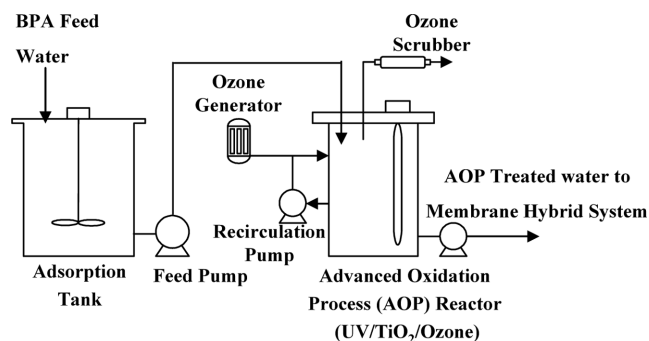 BPA Feed
Water
Ozone
Scrubber
Ozone
Generator
AOP Treated water to
Membrane Hybrid System
Recirculation
Pump
Adsorption
Tank
Feed Pump
Advanced Oxidation
Process (AOP) Reactor
(UV/TiO₂/Ozone)